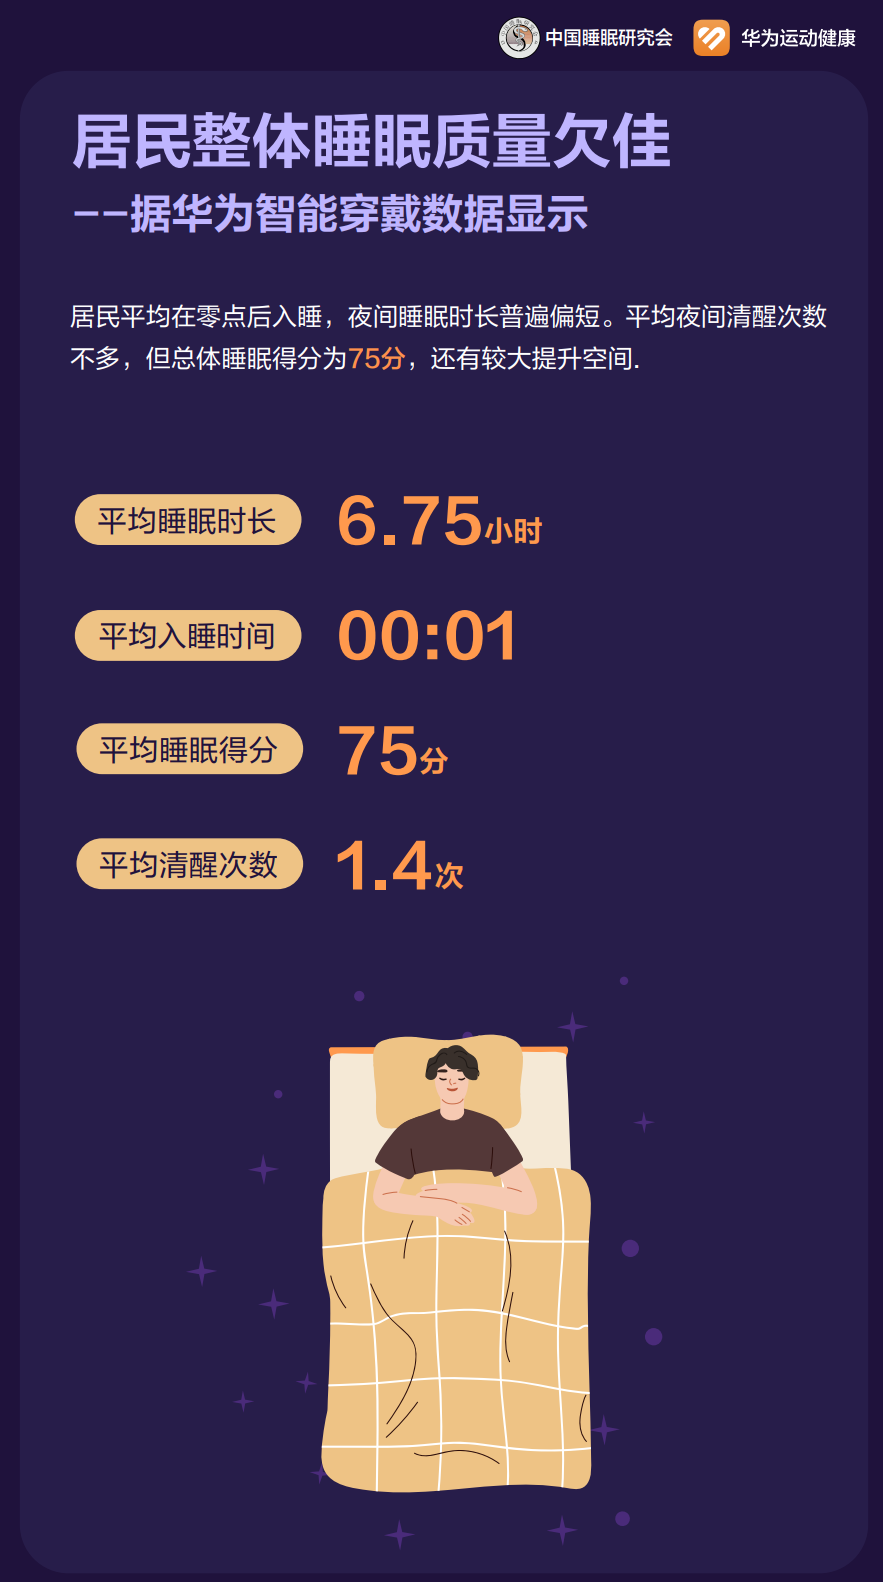 中国睡眠研究会 华为运动健康
居民整体睡眠质量欠佳
––据华为智能穿戴数据显示
居民平均在零点后入睡，夜间睡眠时长普遍偏短。平均夜间清醒次数
不多，但总体睡眠得分为75分，还有较大提升空间.
平均睡眠时长 6.75小时
平均入睡时间 00:01
平均睡眠得分 75分
平均清醒次数 1.4次